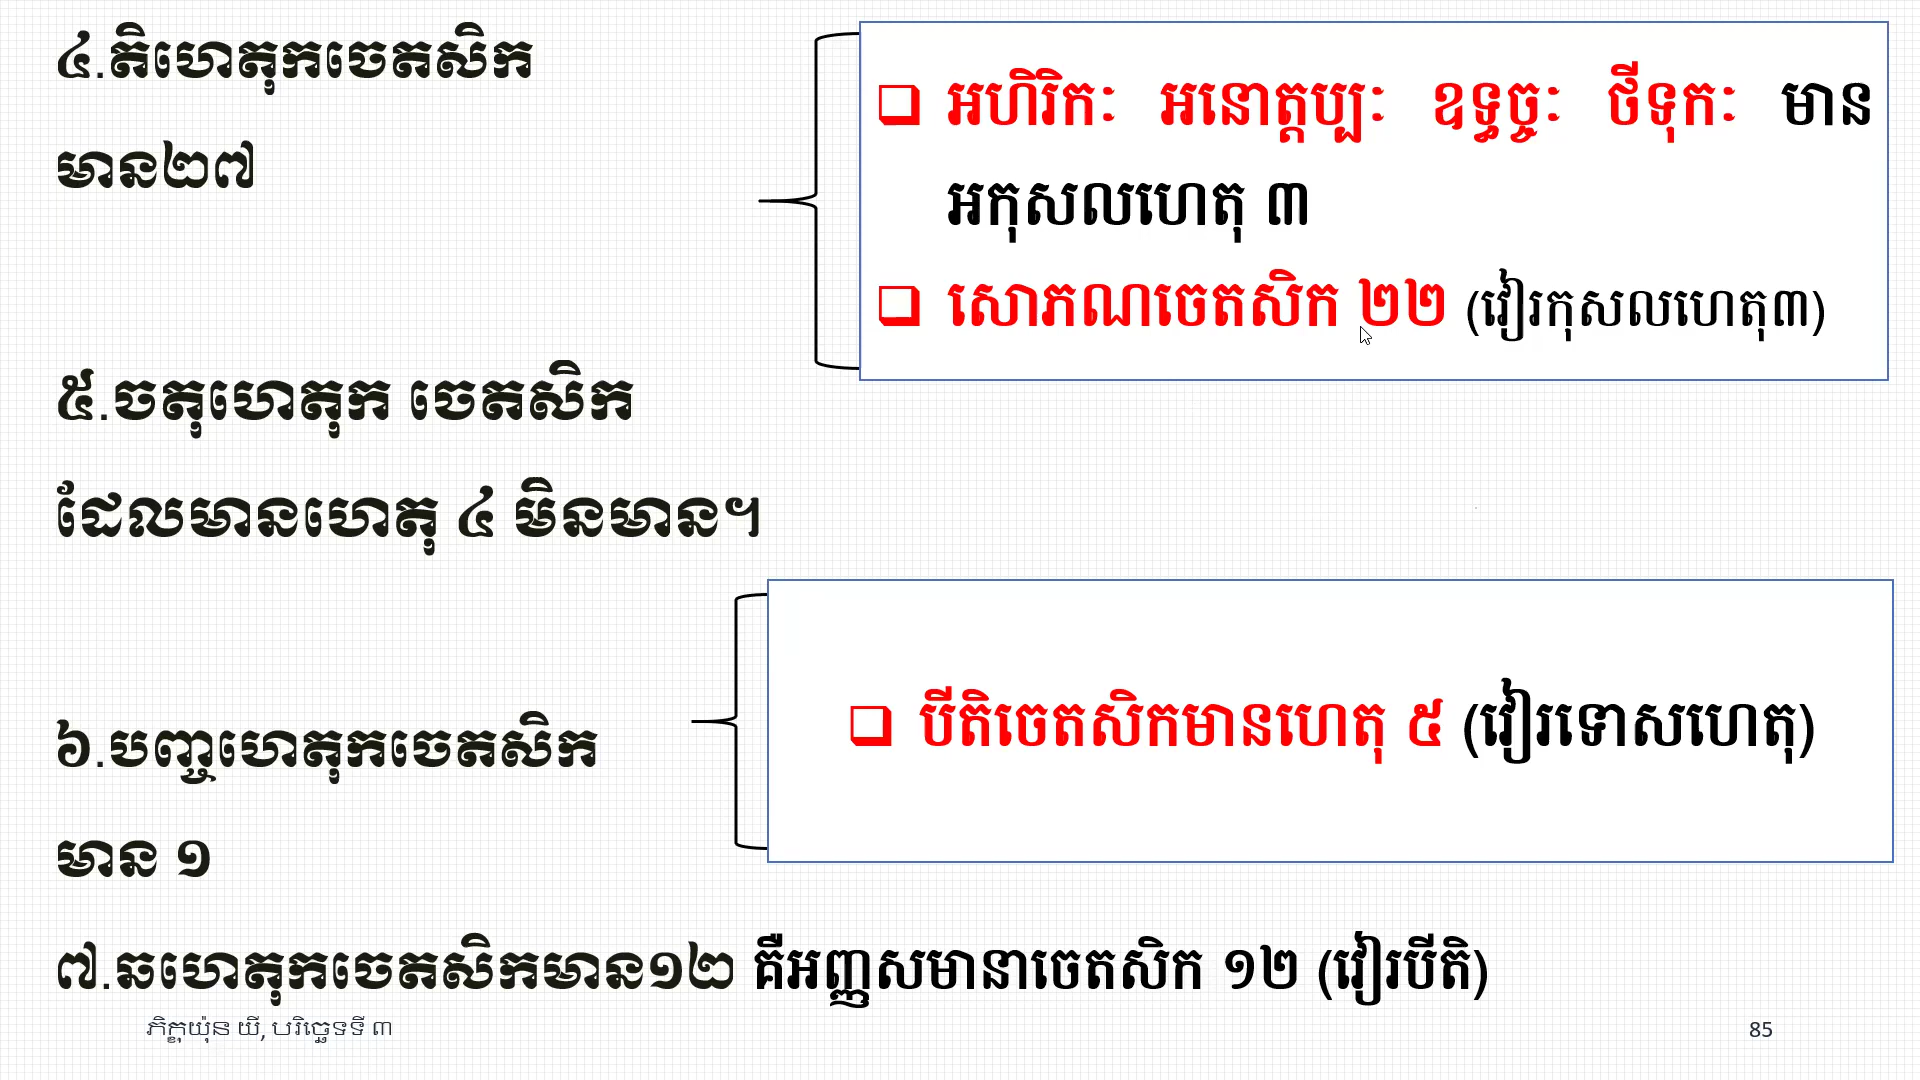 ៤.តិហេតុកចេតសិក
មាន២៧
អហិរិកៈ អនោត្តប្បៈ ឧទ្ធច្ចៈ ថីទុកៈ មាន
អកុសលហេតុ ៣
សោភណចេតសិក ២២ (វៀរកុសលហេតុ៣)
៥.ចតុហេតុក ចេតសិក
ដែលមានហេតុ ៤ មិនមាន។
៦.បញ្ចហេតុកចេតសិក
មាន ១
បីតិចេតសិកមានហេតុ ៥ (វៀរទោសហេតុ)
៧.ឆហេតុកចេតសិកមាន១២ គឺអញ្ញសមានាចេតសិក ១២ (វៀរបីតិ)
ភិក្ខុយ៉ុន យី, បរិច្ឆេទទី ៣
85